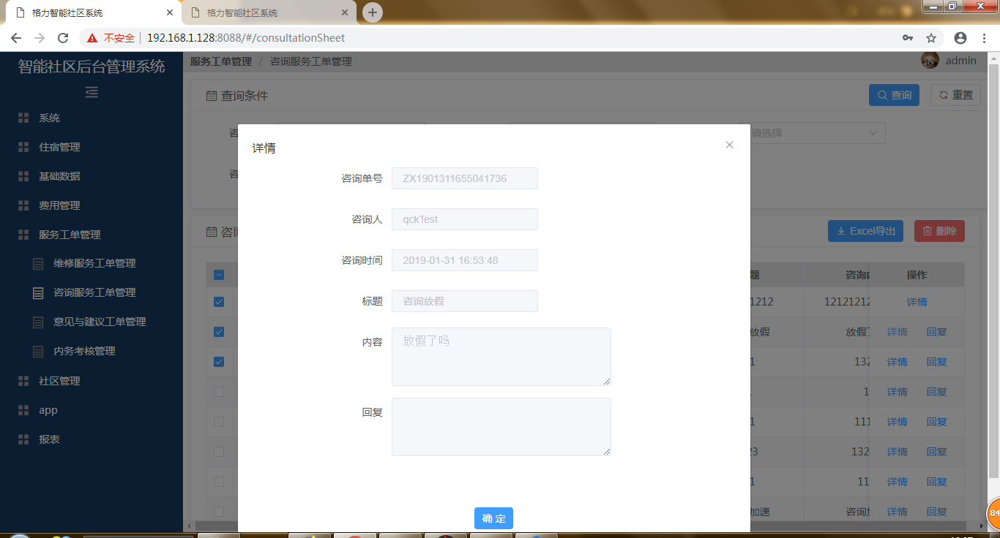 格力智能社区系统
格力智能社区系统
不安全 192.168.1.128:8088/#/consultationSheet
智能社区后台管理系统
服务工单管理 / 咨询服务工单管理
admin
系统
住宿管理
基础数据
费用管理
服务工单管理
维修服务工单管理
咨询服务工单管理
意见与建议工单管理
内务考核管理
社区管理
app
报表
查询条件
查询
重置
请选择
Excel导出
删除
详情
咨询单号 ZX1901311655041736
咨询人 qckTest
咨询时间 2019-01-31 16:53:48
标题 咨询放假
内容 放假了吗
回复
确 定
题 操作
1212 12121212 详情
放假 详情 回复
1 132 详情 回复
1 详情 回复
1 111 详情 回复
23 132 详情 回复
1 11 详情 回复
加速 详情 回复
84